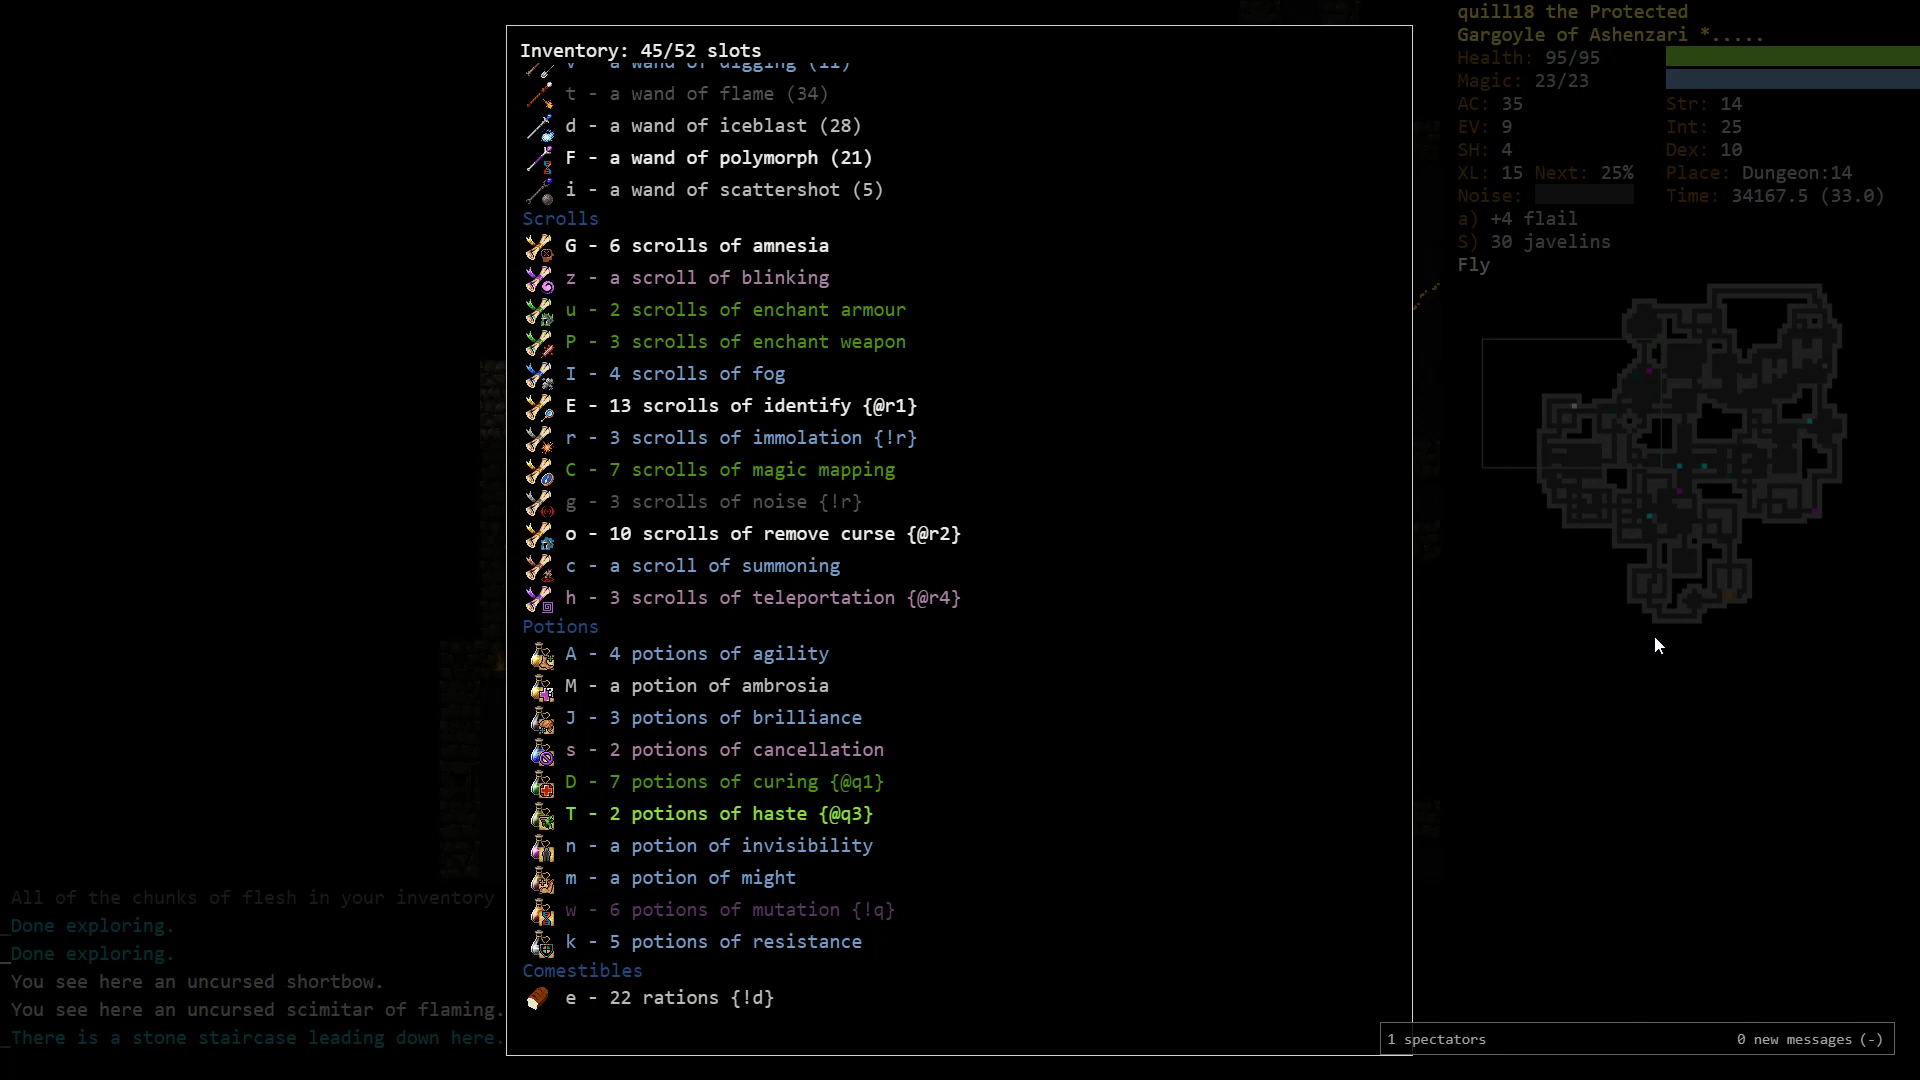 Inventory: 45/52 slots
v - a wand of digging (11)
t - a wand of flame (34)
d - a wand of iceblast (28)
F - a wand of polymorph (21)
i - a wand of scattershot (5)
Scrolls
G - 6 scrolls of amnesia
z - a scroll of blinking
u - 2 scrolls of enchant armour
P - 3 scrolls of enchant weapon
I - 4 scrolls of fog
E - 13 scrolls of identify {@r1}
r - 3 scrolls of immolation {!r}
C - 7 scrolls of magic mapping
g - 3 scrolls of noise {!r}
o - 10 scrolls of remove curse {@r2}
c - a scroll of summoning
h - 3 scrolls of teleportation {@r4}
Potions
A - 4 potions of agility
M - a potion of ambrosia
J - 3 potions of brilliance
s - 2 potions of cancellation
D - 7 potions of curing {@q1}
T - 2 potions of haste {@q3}
n - a potion of invisibility
m - a potion of might
w - 6 potions of mutation {!q}
k - 5 potions of resistance
Comestibles
e - 22 rations {!d}
quill18 the Protected
Gargoyle of Ashenzari *.....
Health: 95/95
Magic: 23/23
AC: 35 Str: 14
EV: 9 Int: 25
SH: 4 Dex: 10
XL: 15 Next: 25% Place: Dungeon:14
Noise: Time: 34167.5 (33.0)
a) +4 flail
S) 30 javelins
Fly
All of the chunks of flesh in your inventory
_Done exploring.
_Done exploring.
You see here an uncursed shortbow.
You see here an uncursed scimitar of flaming.
_There is a stone staircase leading down here.
1 spectators 0 new messages (-)